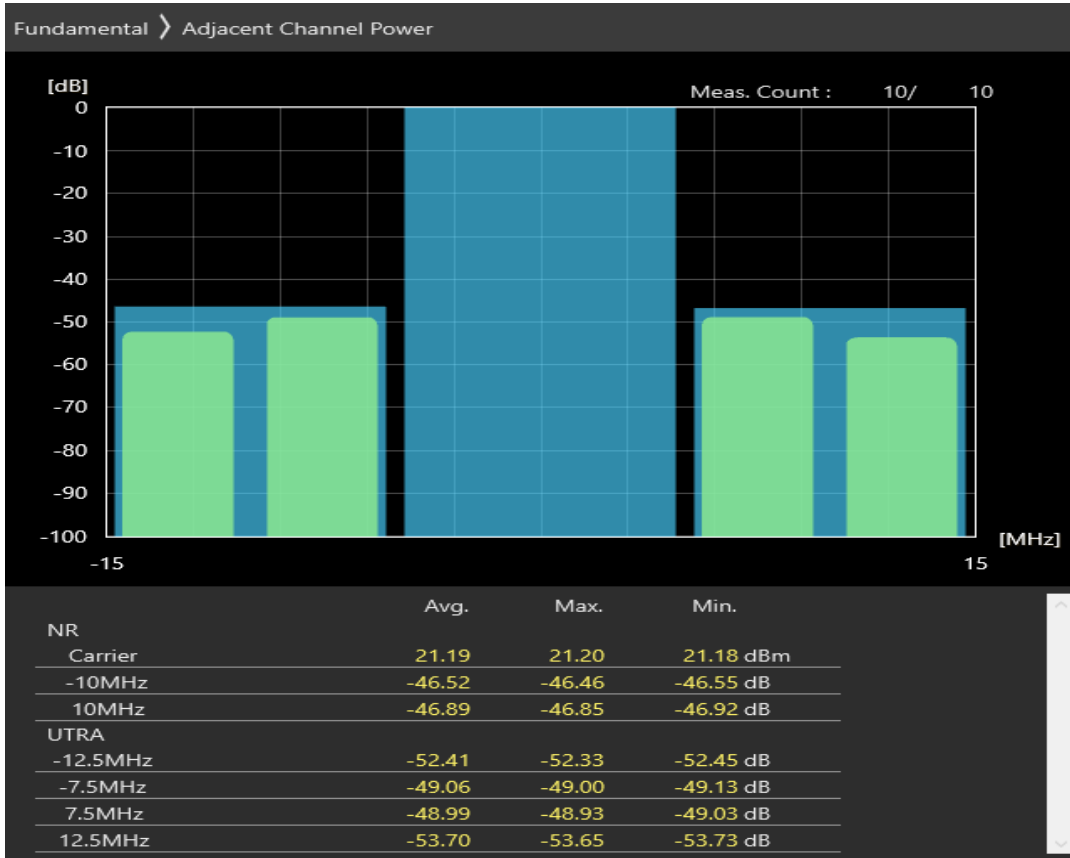 Fundamental 》 Adjacent Channel Power
[dB]
Meas. Count : 10/ 10
0
-10
-20
-30
-40
-50
-60
-70
-80
-90
-100
[MHz]
-15 15
Avg. Max. Min.
NR
Carrier 21.19 21.20 21.18 dBm
-10MHz -46.52 -46.46 -46.55 dB
10MHz -46.89 -46.85 -46.92 dB
UTRA
-12.5MHz -52.41 -52.33 -52.45 dB
-7.5MHz -49.06 -49.00 -49.13 dB
7.5MHz -48.99 -48.93 -49.03 dB
12.5MHz -53.70 -53.65 -53.73 dB